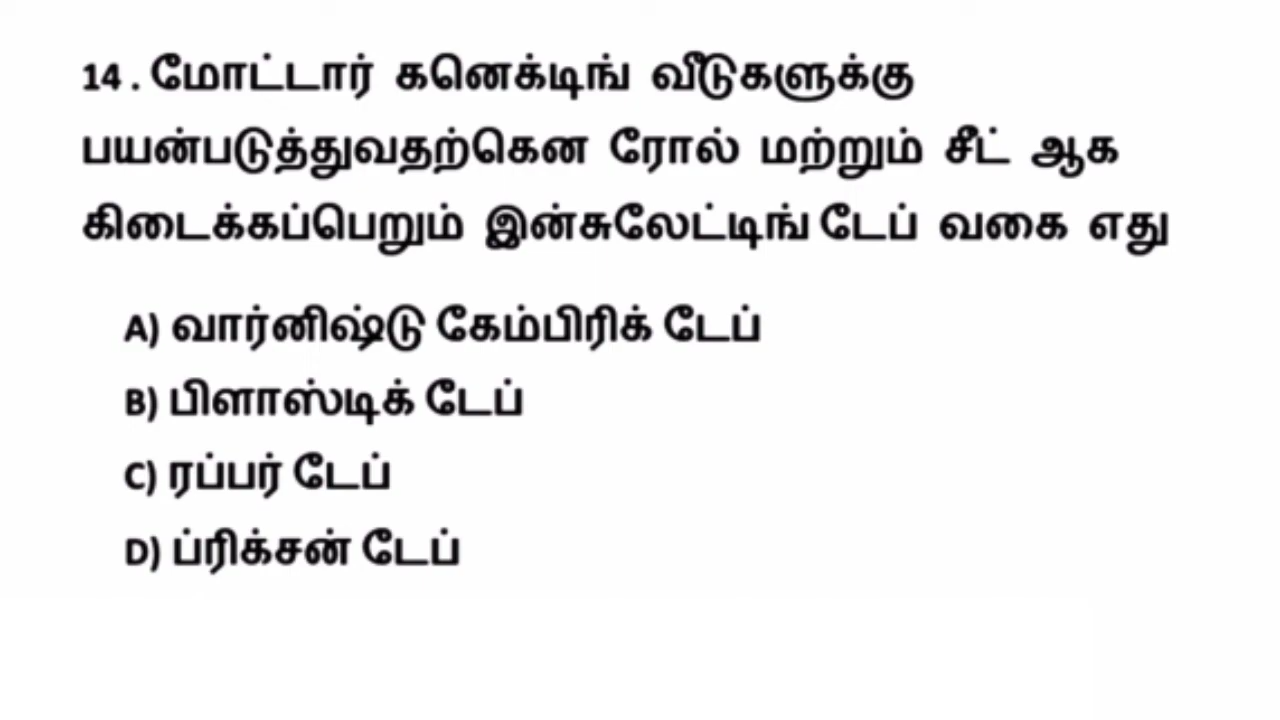 14 . மோட்டார் கனெக்டிங் வீடுகளுக்கு
பயன்படுத்துவதற்கென ரோல் மற்றும் சீட் ஆக
கிடைக்கப்பெறும் இன்சுலேட்டிங் டேப் வகை எது
A) வார்னிஷ்டு கேம்பிரிக் டேப்
B) பிளாஸ்டிக் டேப்
C) ரப்பர் டேப்
D) ப்ரிக்சன் டேப்